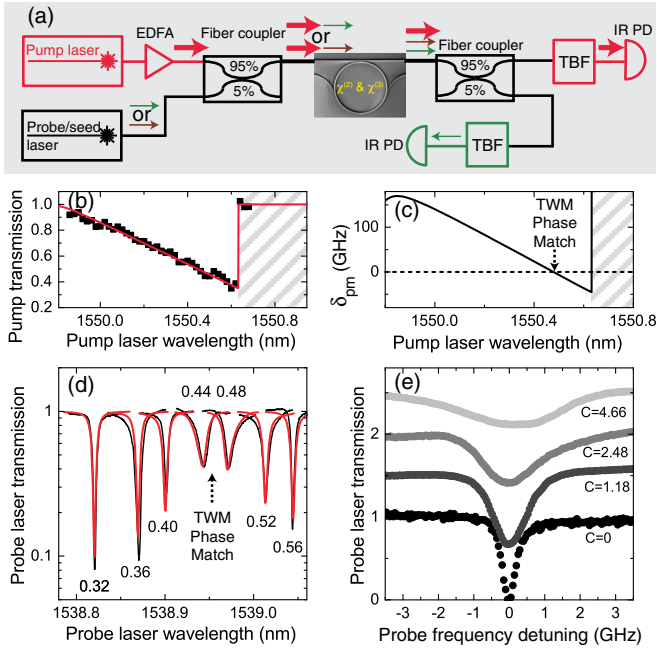 (a)
Pump laser
EDFA
Fiber coupler
95%
5%
or
χ(2) & χ(3)
Fiber coupler
95%
5%
TBF
IR PD
Probe/seed
laser
or
IR PD
TBF
(b)
Pump transmission
1.0
0.8
0.6
0.4
0.2
1550.0
1550.4
1550.8
Pump laser wavelength (nm)
(c)
δpm (GHz)
100
0
TWM
Phase
Match
1550.0
1550.4
1550.8
Pump laser wavelength (nm)
(d)
Probe laser transmission
1
0.1
0.44
0.48
0.40
0.36
0.32
0.52
0.56
TWM
Phase
Match
1538.8
1538.9
1539.0
Probe laser wavelength (nm)
(e)
Probe laser transmission
2
1
0
C=4.66
C=2.48
C=1.18
C=0
-3
-2
-1
0
1
2
3
Probe frequency detuning (GHz)